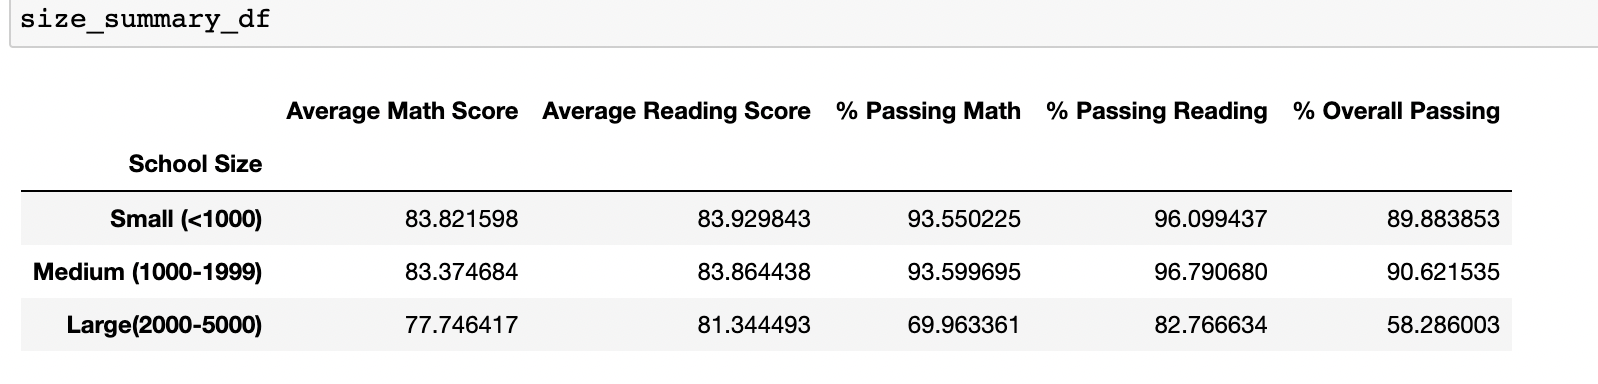 size_summary_df
Average Math Score Average Reading Score % Passing Math % Passing Reading % Overall Passing
School Size
Small (<1000) 83.821598 83.929843 93.550225 96.099437 89.883853
Medium (1000-1999) 83.374684 83.864438 93.599695 96.790680 90.621535
Large(2000-5000) 77.746417 81.344493 69.963361 82.766634 58.286003